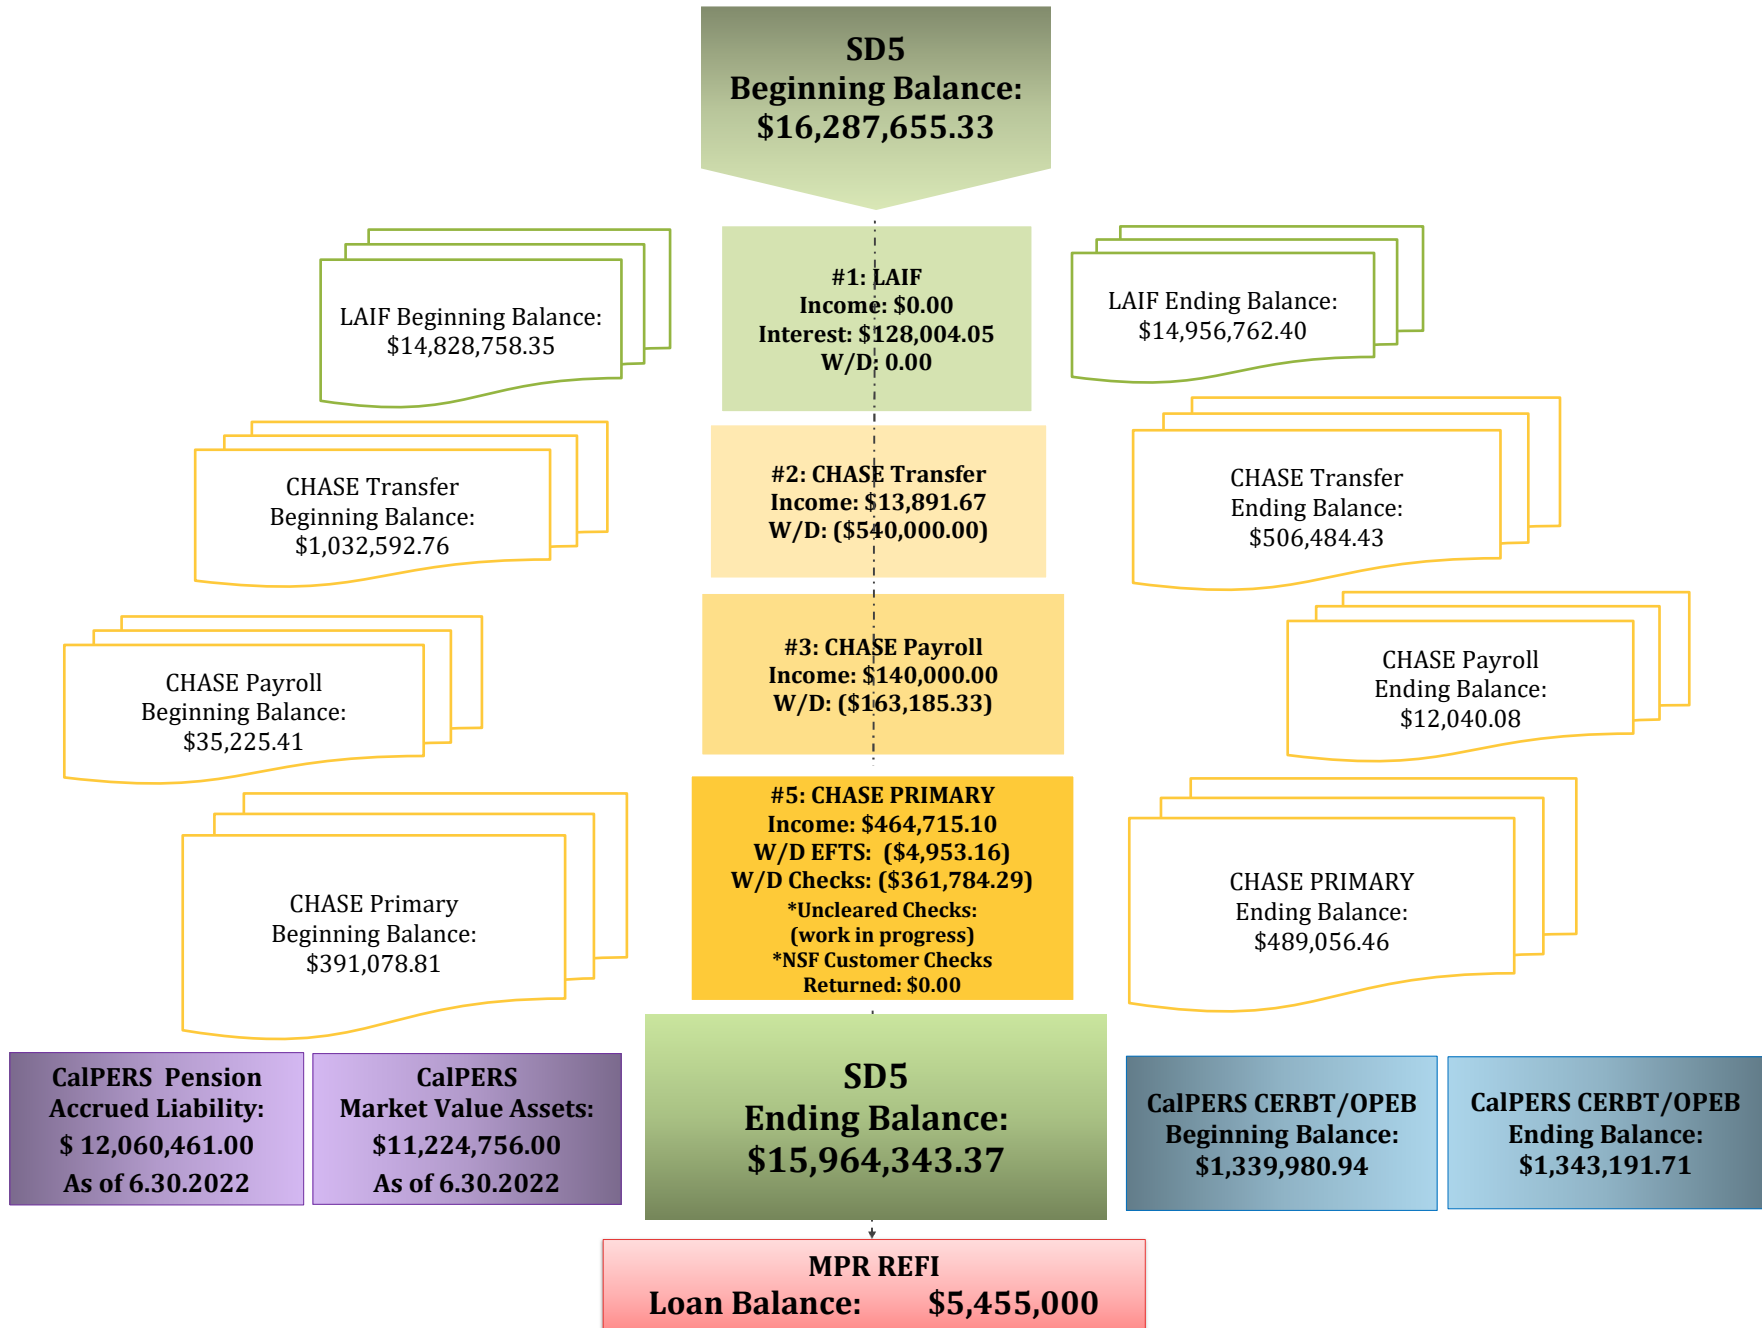 SD5
Beginning Balance:
$16,287,655.33
LAIF Beginning Balance:
$14,828,758.35
#1: LAIF
Income: $0.00
Interest: $128,004.05
W/D: 0.00
LAIF Ending Balance:
$14,956,762.40
CHASE Transfer
Beginning Balance:
$1,032,592.76
#2: CHASE Transfer
Income: $13,891.67
W/D: ($540,000.00)
CHASE Transfer
Ending Balance:
$506,484.43
CHASE Payroll
Beginning Balance:
$35,225.41
#3: CHASE Payroll
Income: $140,000.00
W/D: ($163,185.33)
CHASE Payroll
Ending Balance:
$12,040.08
CHASE Primary
Beginning Balance:
$391,078.81
#5: CHASE PRIMARY
Income: $464,715.10
W/D EFTS:  ($4,953.16)
W/D Checks: ($361,784.29)
*Uncleared Checks:
(work in progress)
*NSF Customer Checks
Returned: $0.00
CHASE PRIMARY
Ending Balance:
$489,056.46
CalPERS  Pension
Accrued Liability:
$ 12,060,461.00
As of 6.30.2022
CalPERS
Market Value Assets:
$11,224,756.00
As of 6.30.2022
SD5
Ending Balance:
$15,964,343.37
CalPERS CERBT/OPEB
Beginning Balance:
$1,339,980.94
CalPERS CERBT/OPEB
Ending Balance:
$1,343,191.71
MPR REFI
Loan Balance: $5,455,000